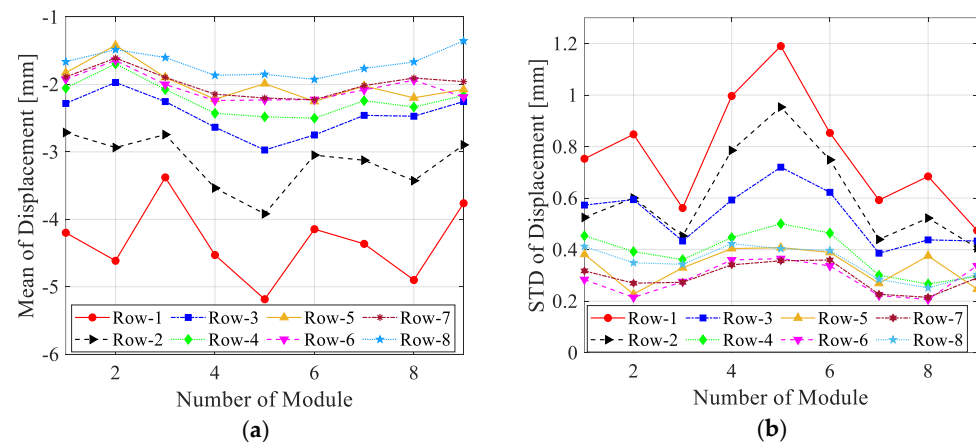 -1
-2
-3
-4
-5
-6
Mean of Displacement [mm]
Row-1 Row-3 Row-5 Row-7
Row-2 Row-4 Row-6 Row-8
2 4 6 8
Number of Module
(a)
1.2
1
0.8
0.6
0.4
0.2
0
STD of Displacement [mm]
Row-1 Row-3 Row-5 Row-7
Row-2 Row-4 Row-6 Row-8
2 4 6 8
Number of Module
(b)